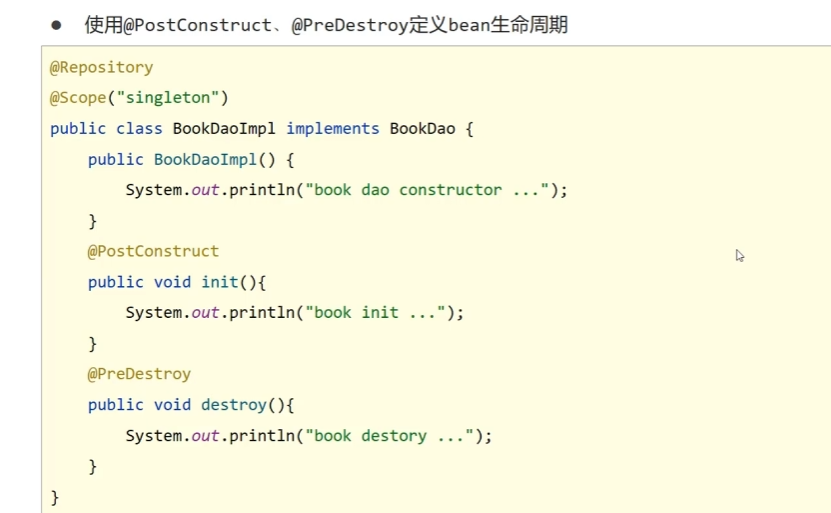 ● 使用@PostConstruct、@PreDestroy定义bean生命周期
@Repository
@Scope("singleton")
public class BookDaoImpl implements BookDao {
    public BookDaoImpl() {
        System.out.println("book dao constructor ...");
    }
    @PostConstruct
    public void init(){
        System.out.println("book init ...");
    }
    @PreDestroy
    public void destroy(){
        System.out.println("book destory ...");
    }
}